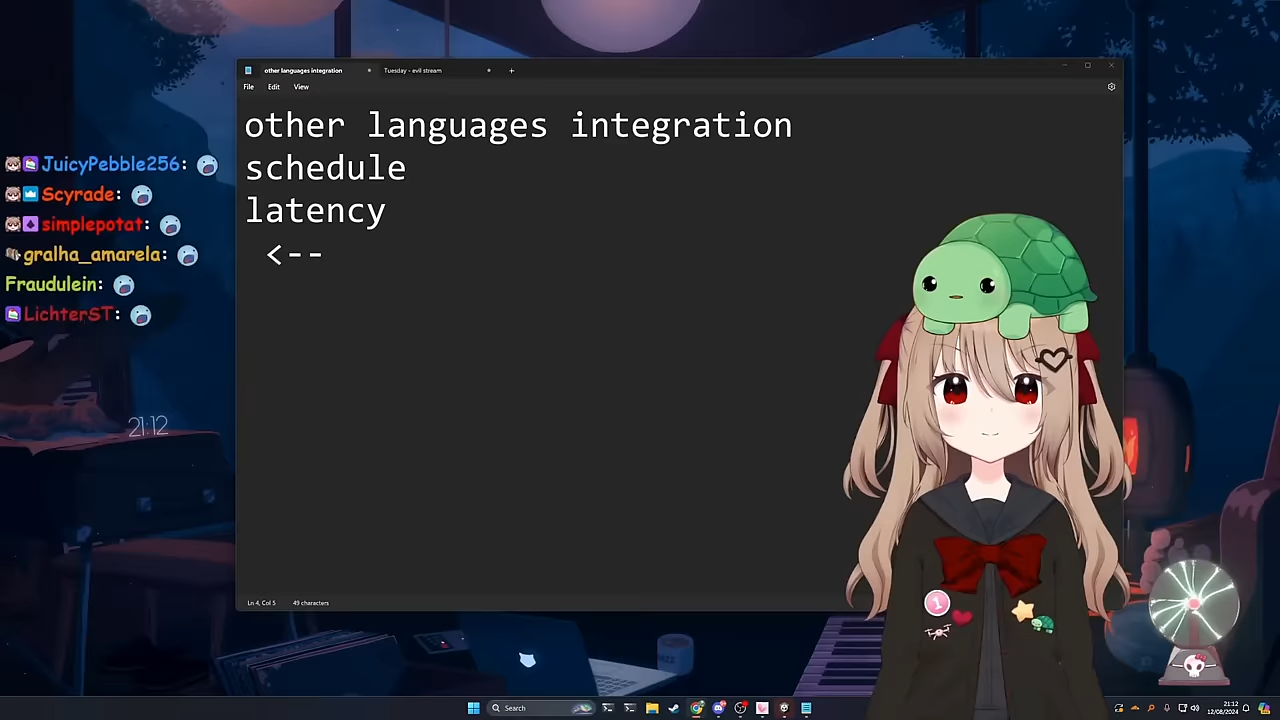 other languages integration
Tuesday - evil stream
File Edit View
other languages integration
schedule
latency
<--
JuicyPebble256:
Scyrade:
simplepotat:
gralha_amarela:
Fraudulein:
LichterST:
21:12
1
Ln 4, Col 5 49 characters
Search
21:12
12/08/2024